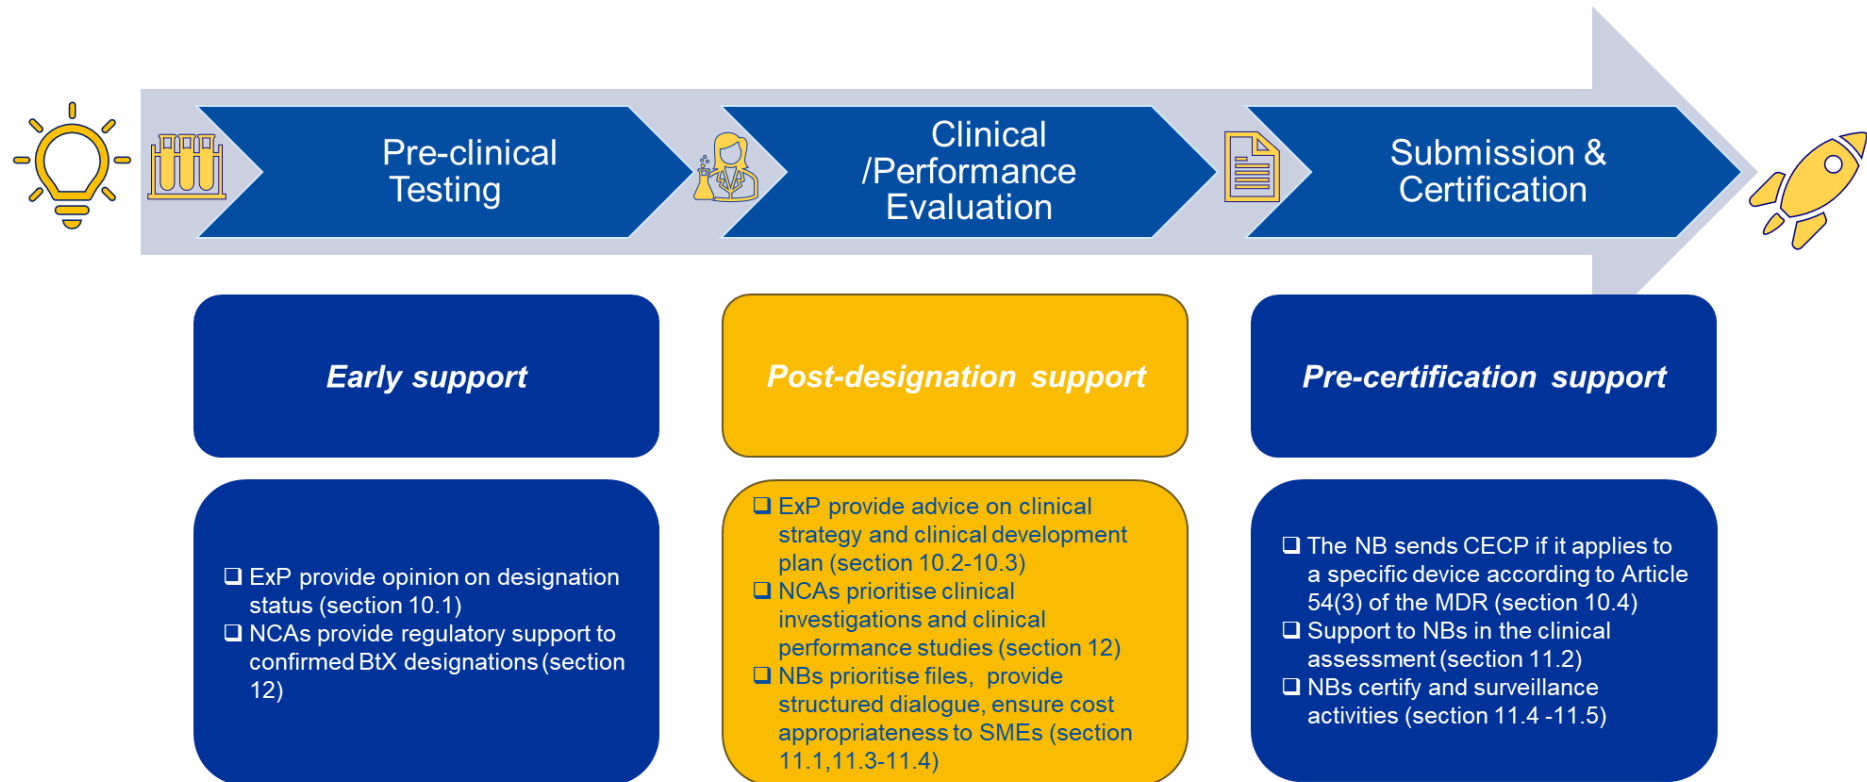 Pre-clinical
Testing
Clinical
/Performance
Evaluation
Submission &
Certification
Early support
Post-designation support
Pre-certification support
❑ ExP provide opinion on designation
status (section 10.1)
❑ NCAs provide regulatory support to
confirmed BtX designations (section
12)
❑ ExP provide advice on clinical
strategy and clinical development
plan (section 10.2-10.3)
❑ NCAs prioritise clinical
investigations and clinical
performance studies (section 12)
❑ NBs prioritise files, provide
structured dialogue, ensure cost
appropriateness to SMEs (section
11.1,11.3-11.4)
❑ The NB sends CECP if it applies to
a specific device according to Article
54(3) of the MDR (section 10.4)
❑ Support to NBs in the clinical
assessment (section 11.2)
❑ NBs certify and surveillance
activities (section 11.4 -11.5)